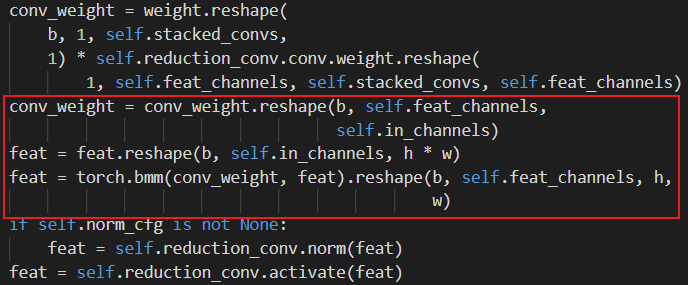 conv_weight = weight.reshape(
    b, 1, self.stacked_convs,
    1) * self.reduction_conv.conv.weight.reshape(
        1, self.feat_channels, self.stacked_convs, self.feat_channels)
conv_weight = conv_weight.reshape(b, self.feat_channels,
                                  self.in_channels)
feat = feat.reshape(b, self.in_channels, h * w)
feat = torch.bmm(conv_weight, feat).reshape(b, self.feat_channels, h,
                                            w)
if self.norm_cfg is not None:
    feat = self.reduction_conv.norm(feat)
feat = self.reduction_conv.activate(feat)